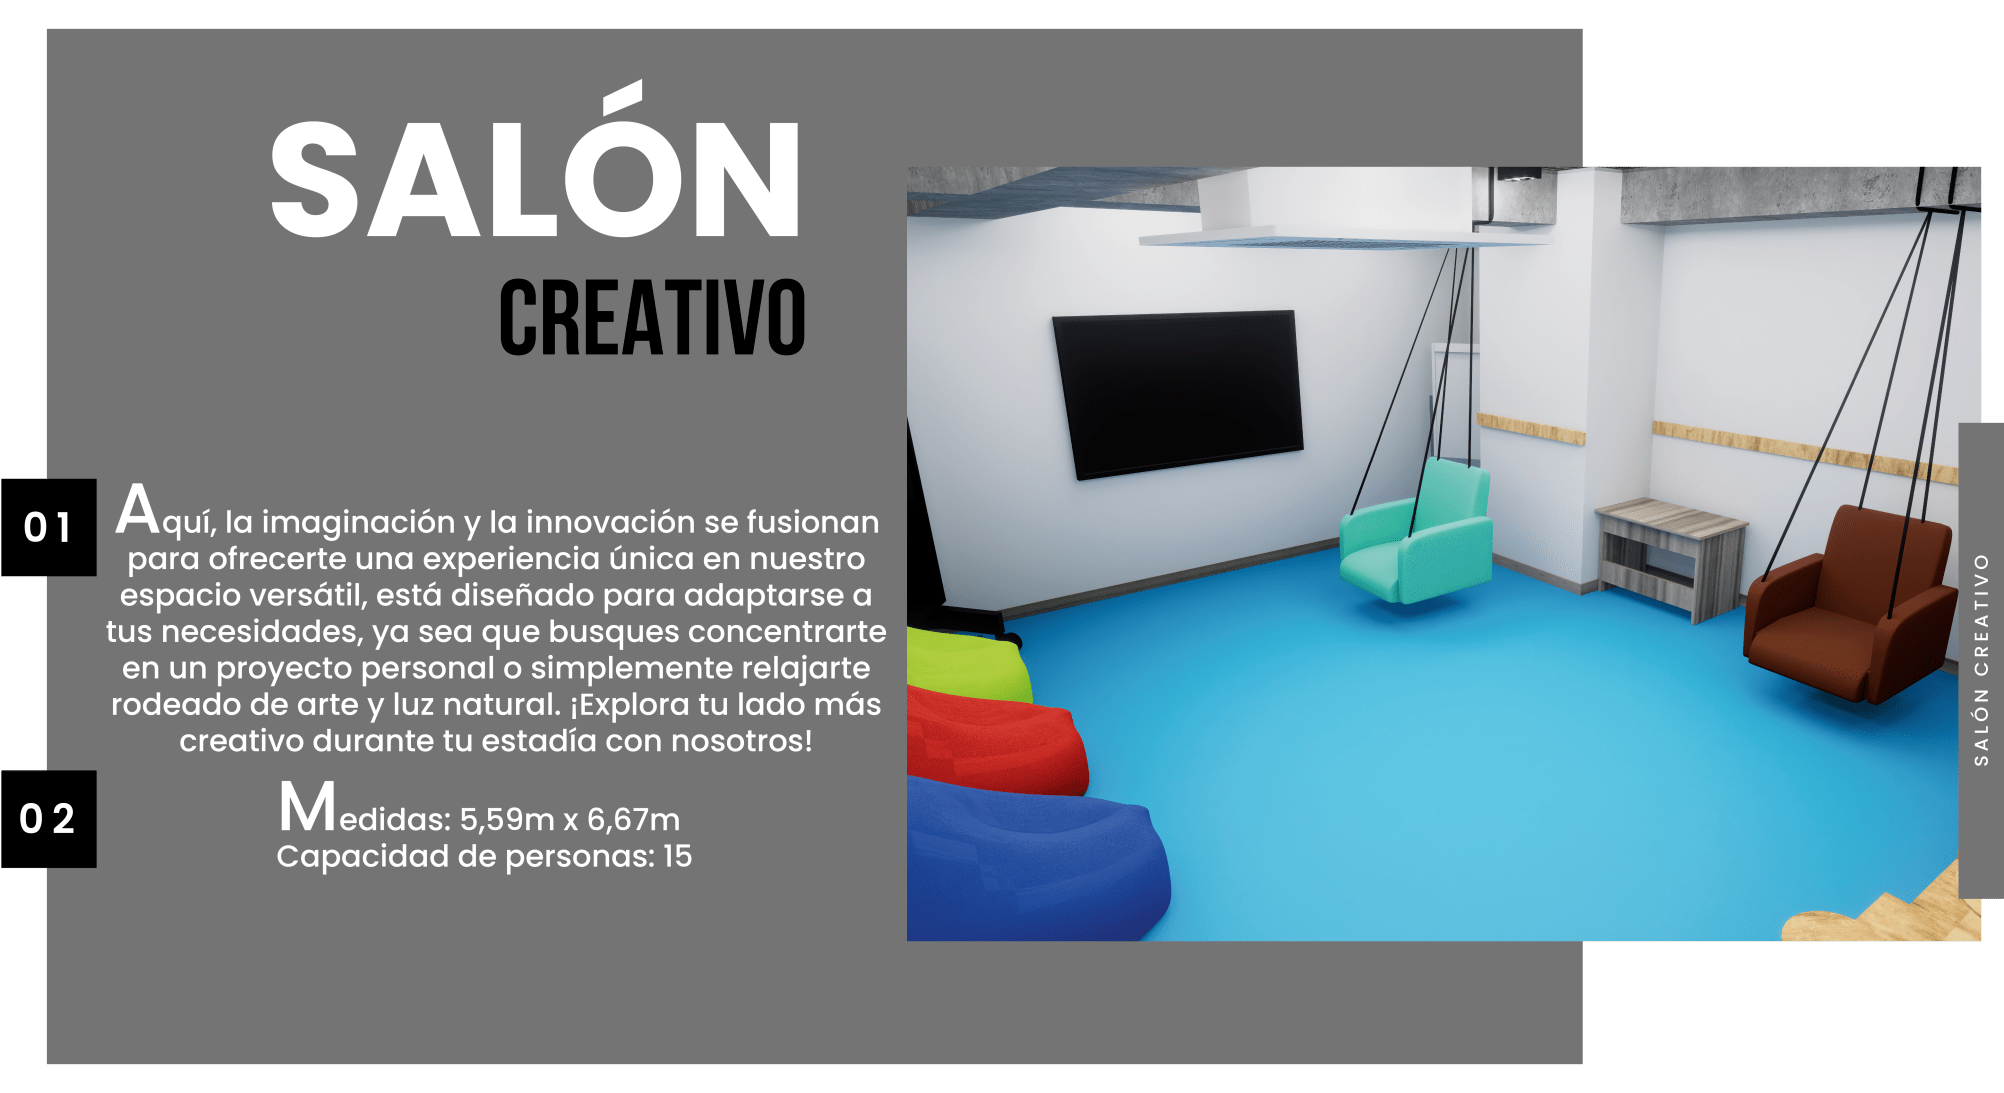 SALÓN
CREATIVO
01
Aquí, la imaginación y la innovación se fusionan
para ofrecerte una experiencia única en nuestro
espacio versátil, está diseñado para adaptarse a
tus necesidades, ya sea que busques concentrarte
en un proyecto personal o simplemente relajarte
rodeado de arte y luz natural. ¡Explora tu lado más
creativo durante tu estadía con nosotros!
02
Medidas: 5,59m x 6,67m
Capacidad de personas: 15
SALÓN CREATIVO